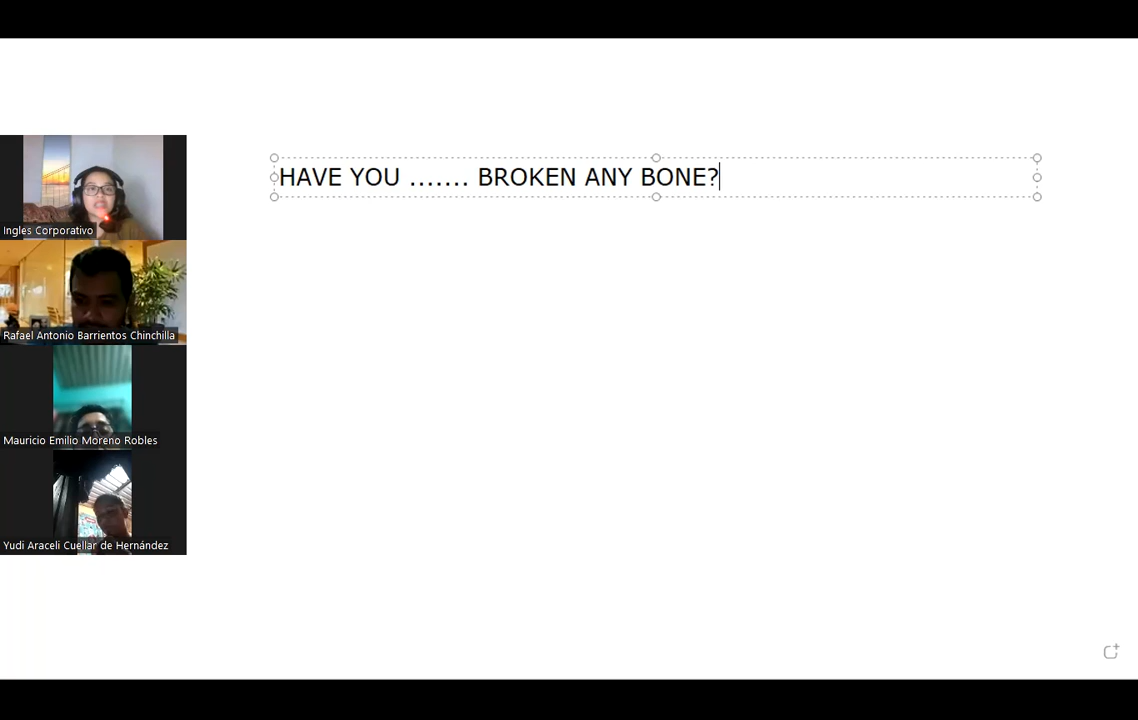 HAVE YOU ....... BROKEN ANY BONE?
Ingles Corporativo
Rafael Antonio Barrientos Chinchilla
Mauricio Emilio Moreno Robles
Yudi Araceli Cuellar de Hernández